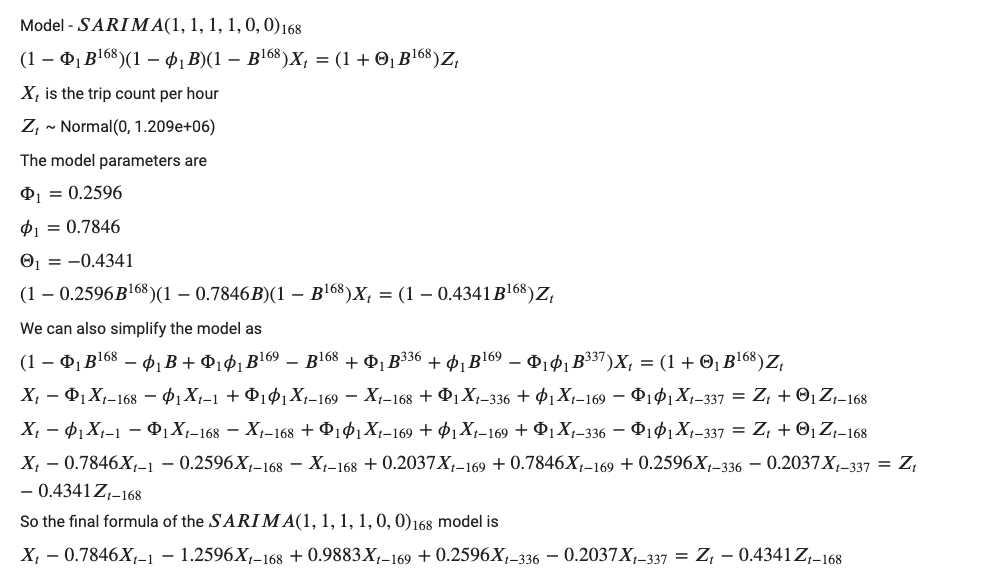 Model - SARIMA(1, 1, 1, 1, 0, 0)₁₆₈
(1 − Φ₁B¹⁶⁸)(1 − ϕ₁B)(1 − B¹⁶⁸)Xₜ = (1 + Θ₁B¹⁶⁸)Zₜ
Xₜ is the trip count per hour
Zₜ ~ Normal(0, 1.209e+06)
The model parameters are
Φ₁ = 0.2596
ϕ₁ = 0.7846
Θ₁ = −0.4341
(1 − 0.2596B¹⁶⁸)(1 − 0.7846B)(1 − B¹⁶⁸)Xₜ = (1 − 0.4341B¹⁶⁸)Zₜ
We can also simplify the model as
(1 − Φ₁B¹⁶⁸ − ϕ₁B + Φ₁ϕ₁B¹⁶⁹ − B¹⁶⁸ + Φ₁B³³⁶ + ϕ₁B¹⁶⁹ − Φ₁ϕ₁B³³⁷)Xₜ = (1 + Θ₁B¹⁶⁸)Zₜ
Xₜ − Φ₁Xₜ₋₁₆₈ − ϕ₁Xₜ₋₁ + Φ₁ϕ₁Xₜ₋₁₆₉ − Xₜ₋₁₆₈ + Φ₁Xₜ₋₃₃₆ + ϕ₁Xₜ₋₁₆₉ − Φ₁ϕ₁Xₜ₋₃₃₇ = Zₜ + Θ₁Zₜ₋₁₆₈
Xₜ − ϕ₁Xₜ₋₁ − Φ₁Xₜ₋₁₆₈ − Xₜ₋₁₆₈ + Φ₁ϕ₁Xₜ₋₁₆₉ + ϕ₁Xₜ₋₁₆₉ + Φ₁Xₜ₋₃₃₆ − Φ₁ϕ₁Xₜ₋₃₃₇ = Zₜ + Θ₁Zₜ₋₁₆₈
Xₜ − 0.7846Xₜ₋₁ − 0.2596Xₜ₋₁₆₈ − Xₜ₋₁₆₈ + 0.2037Xₜ₋₁₆₉ + 0.7846Xₜ₋₁₆₉ + 0.2596Xₜ₋₃₃₆ − 0.2037Xₜ₋₃₃₇ = Zₜ
− 0.4341Zₜ₋₁₆₈
So the final formula of the SARIMA(1, 1, 1, 1, 0, 0)₁₆₈ model is
Xₜ − 0.7846Xₜ₋₁ − 1.2596Xₜ₋₁₆₈ + 0.9883Xₜ₋₁₆₉ + 0.2596Xₜ₋₃₃₆ − 0.2037Xₜ₋₃₃₇ = Zₜ − 0.4341Zₜ₋₁₆₈